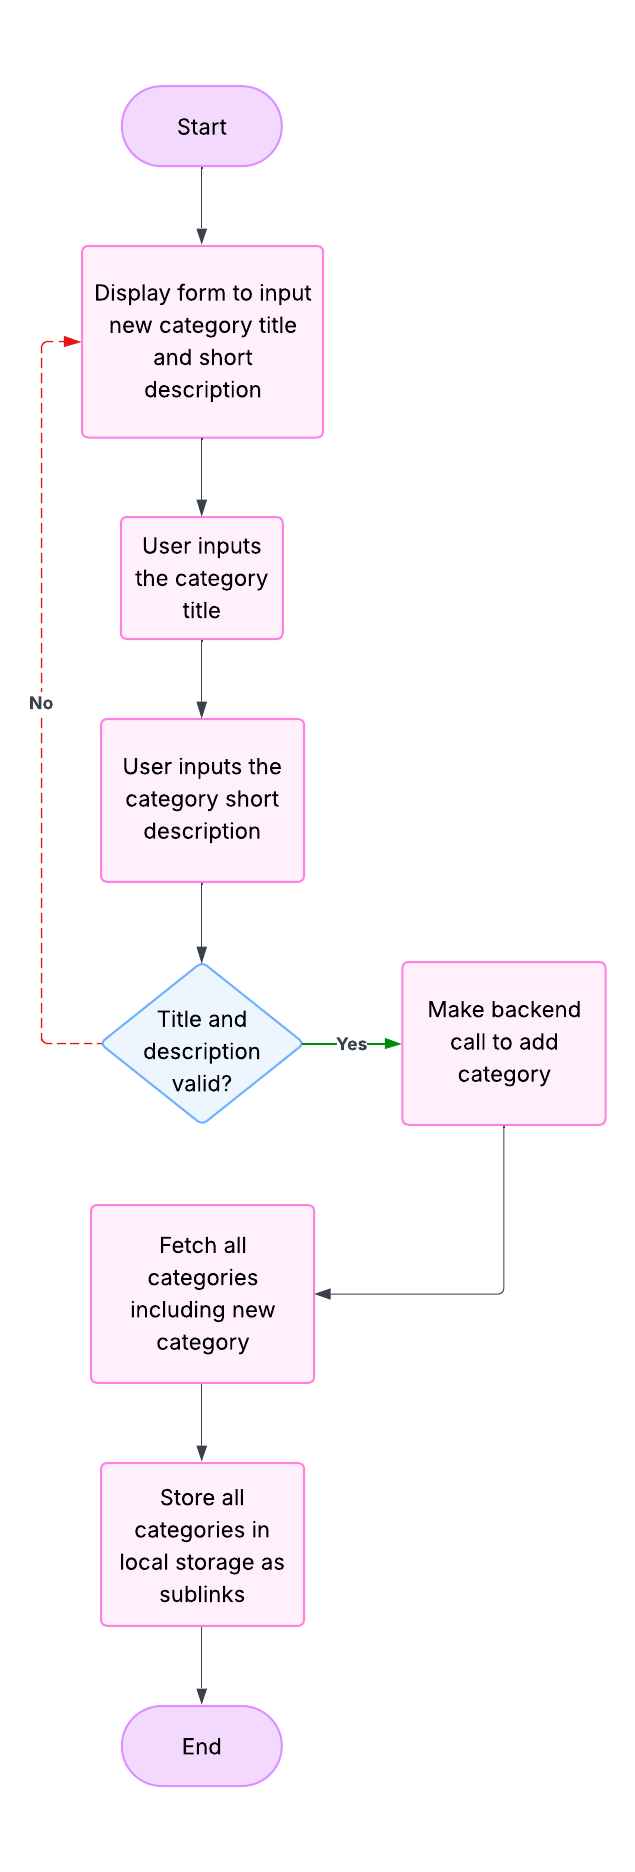 Start
Display form to input
new category title
and short
description
User inputs
the category
title
No
User inputs the
category short
description
Title and
description
valid?
Yes
Make backend
call to add
category
Fetch all
categories
including new
category
Store all
categories in
local storage as
sublinks
End